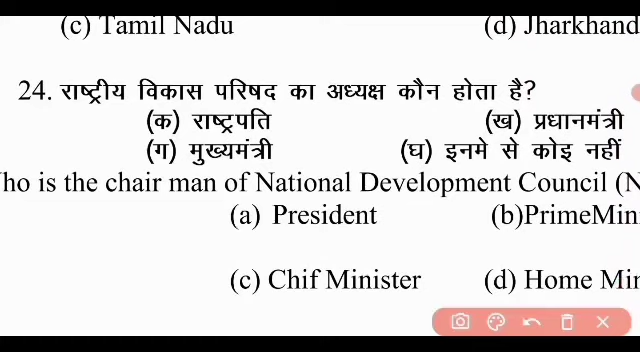 (c) Tamil Nadu (d) Jharkhand
24. राष्ट्रीय विकास परिषद का अध्यक्ष कौन होता है?
(क) राष्ट्रपति (ख) प्रधानमंत्री
(ग) मुख्यमंत्री (घ) इनमे से कोइ नहीं
ho is the chair man of National Development Council (N
(a) President (b)PrimeMin
(c) Chif Minister (d) Home Min